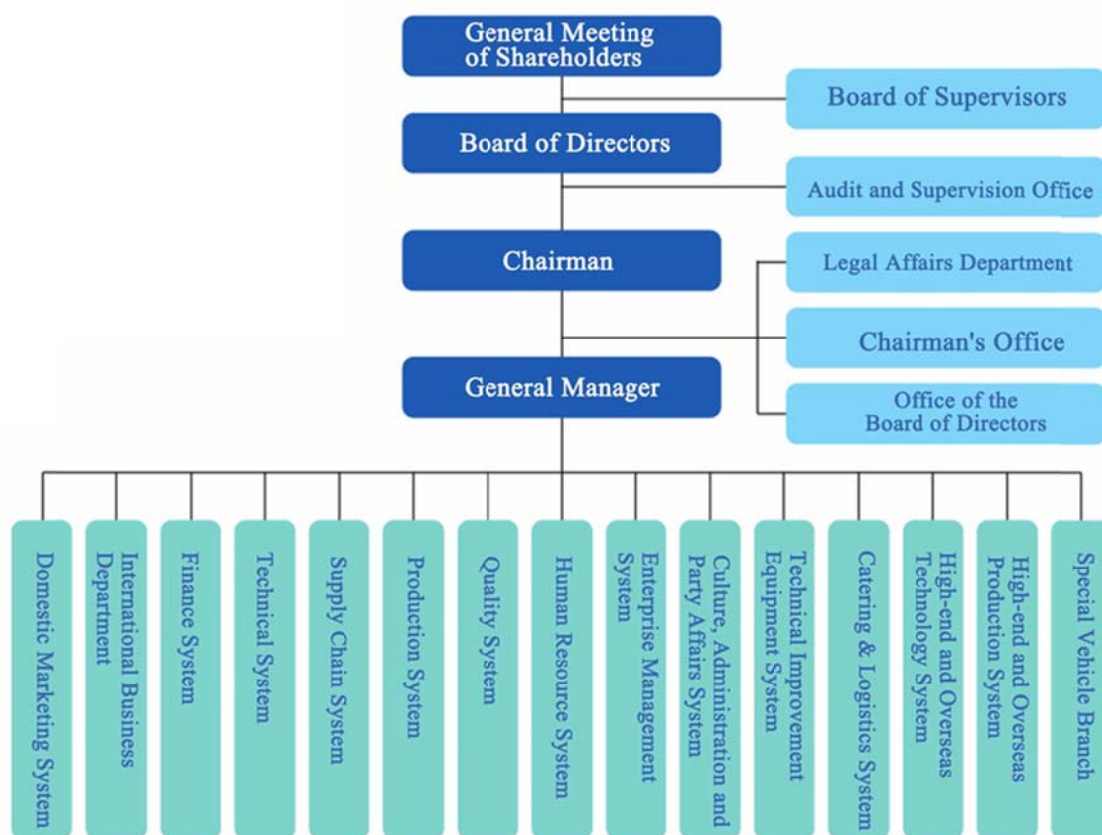 General Meeting
of Shareholders
Board of Supervisors
Board of Directors
Audit and Supervision Office
Chairman
Legal Affairs Department
Chairman's Office
General Manager
Office of the
Board of Directors
Domestic Marketing System
International Business
Department
Finance System
Technical System
Supply Chain System
Production System
Quality System
Human Resource System
Enterprise Management
System
Culture, Administration and
Party Affairs System
Technical Improvement
Equipment System
Catering & Logistics System
High-end and Overseas
Technology System
High-end and Overseas
Production System
Special Vehicle Branch